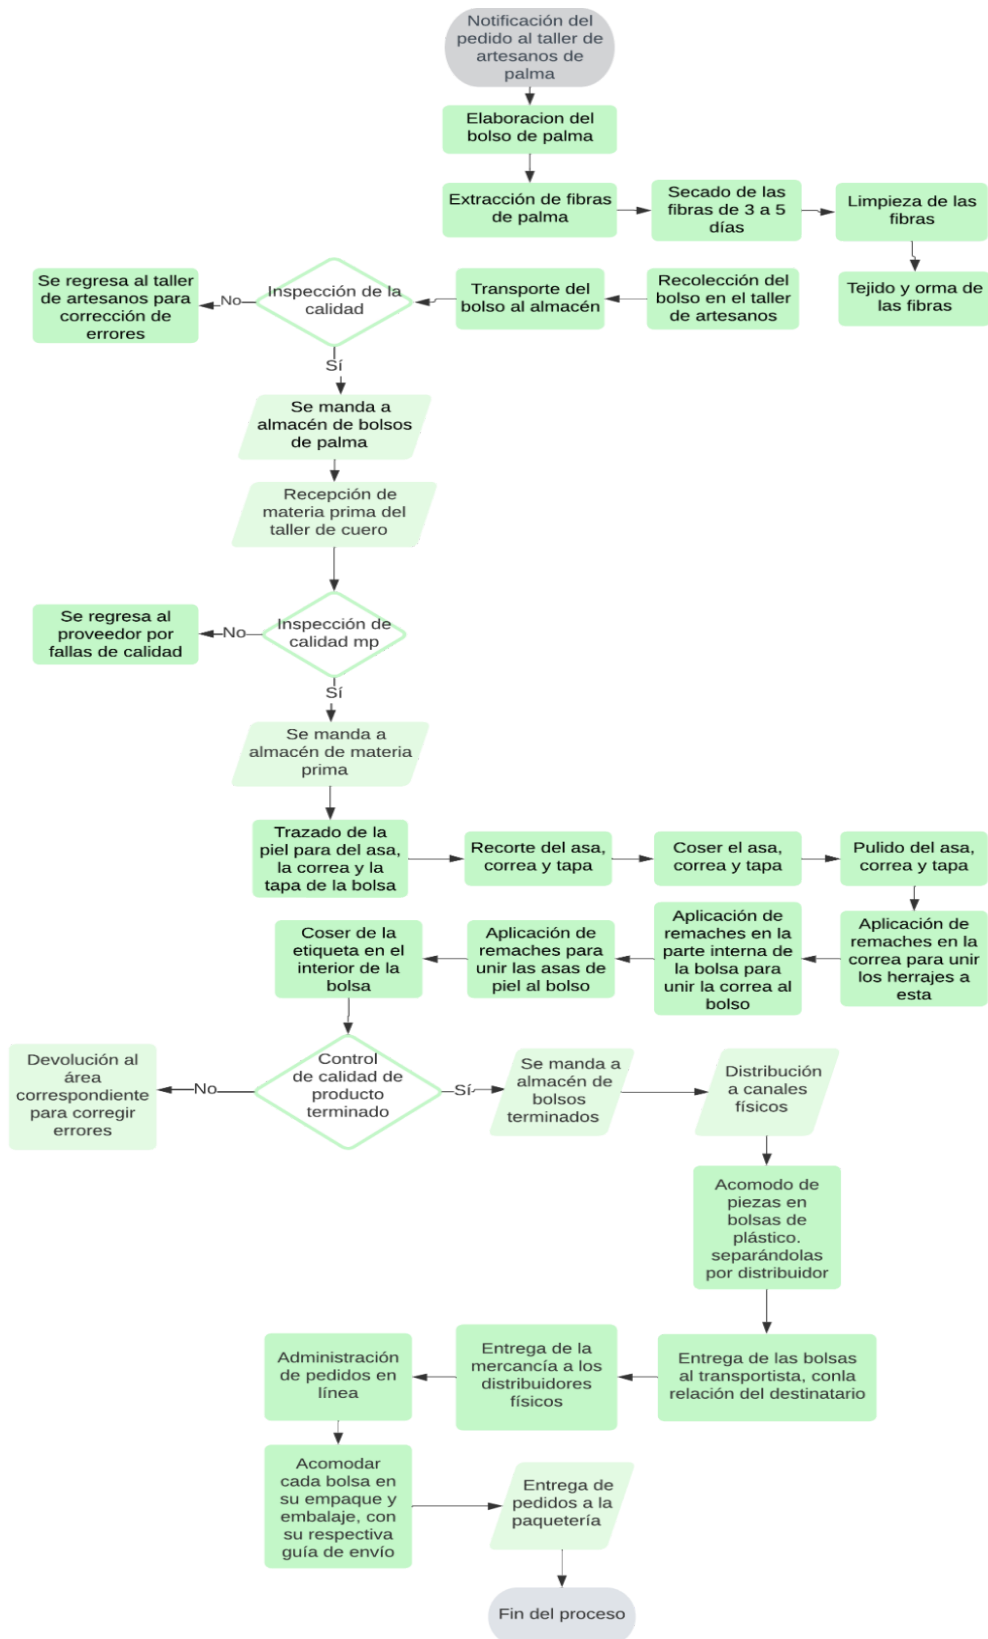 Notificación del
pedido al taller de
artesanos de
palma
Elaboracion del
bolso de palma
Extracción de fibras
de palma
Secado de las
fibras de 3 a 5
días
Limpieza de las
fibras
Tejido y orma de
las fibras
Recolección del
bolso en el taller
de artesanos
Transporte del
bolso al almacén
Inspección de la
calidad
No
Se regresa al taller
de artesanos para
corrección de
errores
Sí
Se manda a
almacén de bolsos
de palma
Recepción de
materia prima del
taller de cuero
Inspección de
calidad mp
No
Se regresa al
proveedor por
fallas de calidad
Sí
Se manda a
almacén de materia
prima
Trazado de la
piel para del asa,
la correa y la
tapa de la bolsa
Recorte del asa,
correa y tapa
Coser el asa,
correa y tapa
Pulido del asa,
correa y tapa
Aplicación de
remaches en la
correa para unir
los herrajes a
esta
Aplicación de
remaches en la
parte interna de
la bolsa para
unir la correa al
bolso
Aplicación de
remaches para
unir las asas de
piel al bolso
Coser de la
etiqueta en el
interior de la
bolsa
Control
de calidad de
producto
terminado
No
Devolución al
área
correspondiente
para corregir
errores
Sí
Se manda a
almacén de
bolsos
terminados
Distribución
a canales
físicos
Acomodo de
piezas en
bolsas de
plástico.
separándolas
por distribuidor
Entrega de las bolsas
al transportista, conla
relación del destinatario
Entrega de la
mercancía a los
distribuidores
físicos
Administración
de pedidos en
línea
Acomodar
cada bolsa en
su empaque y
embalaje, con
su respectiva
guía de envío
Entrega de
pedidos a la
paquetería
Fin del proceso